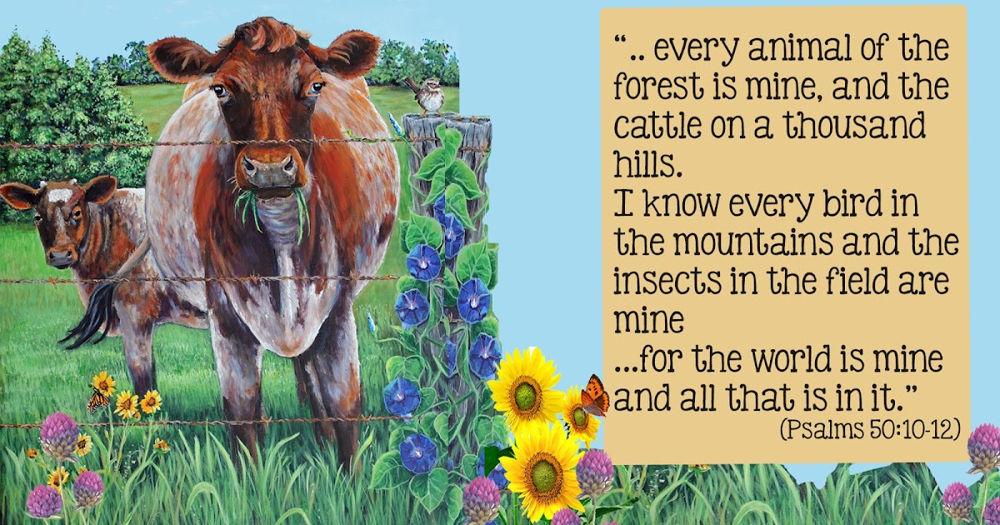 “.. every animal of the
forest is mine, and the
cattle on a thousand
hills.
I know every bird in
the mountains and the
insects in the field are
mine
...for the world is mine
and all that is in it.”
(Psalms 50:10-12)